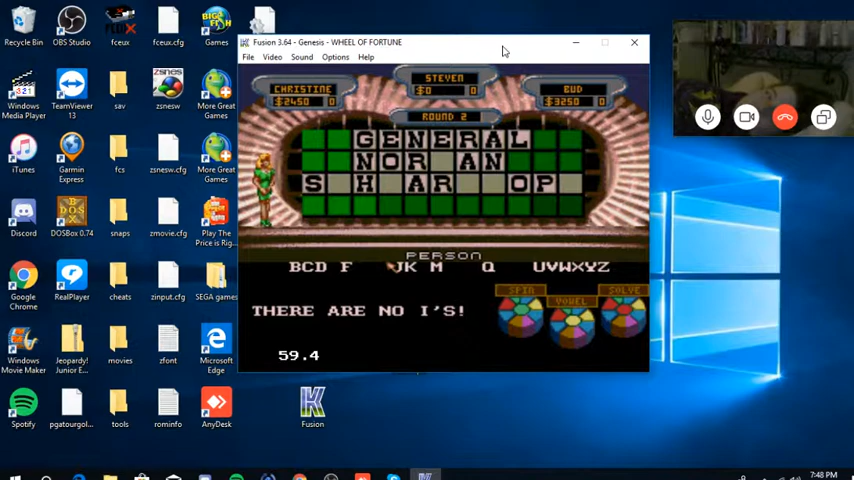 Fusion 3.64 - Genesis - WHEEL OF FORTUNE
File Video Sound Options Help
CHRISTINE
$2450 0
STEVEN
$0 0
BUD
$3250 0
ROUND 2
GENERAL
NOR AN
S H AR OP
PERSON
BCD F JK M Q UVWXYZ
SPIN VOWEL SOLVE
THERE ARE NO I'S!
59.4
Recycle Bin
OBS Studio
fceux
fceux.cfg
Games
Windows Media Player
TeamViewer 13
sav
zsnesw
More Great Games
iTunes
Garmin Express
fcs
zsnesw.cfg
More Great Games
Discord
DOSBox 0.74
snaps
zmovie.cfg
Play The Price is Rig...
Google Chrome
RealPlayer
cheats
zinput.cfg
SEGA games
Windows Movie Maker
Jeopardy! Junior E...
movies
zfont
Microsoft Edge
Spotify
pgatourgol...
tools
rominfo
AnyDesk
Fusion
7:48 PM